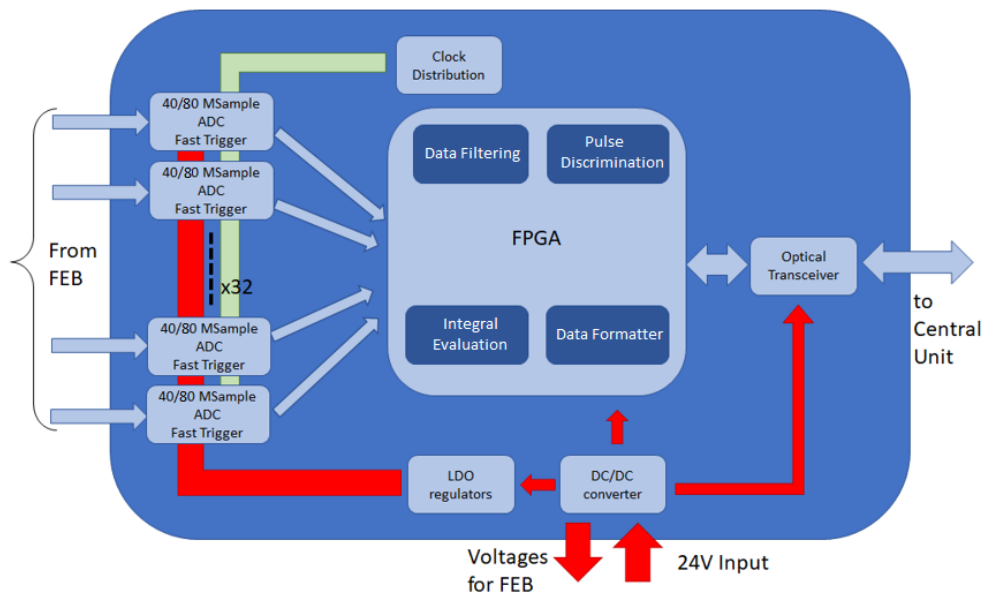 Clock
Distribution
40/80 MSample
ADC
Fast Trigger
40/80 MSample
ADC
Fast Trigger
From
FEB
x32
40/80 MSample
ADC
Fast Trigger
40/80 MSample
ADC
Fast Trigger
Data Filtering
Pulse
Discrimination
FPGA
Integral
Evaluation
Data Formatter
Optical
Transceiver
to
Central
Unit
LDO
regulators
DC/DC
converter
Voltages
for FEB
24V Input